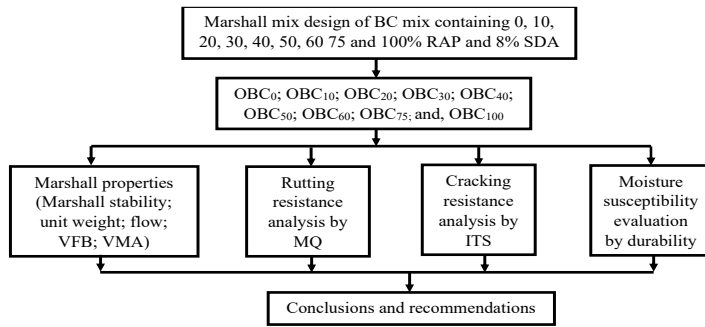 Marshall mix design of BC mix containing 0, 10,
20, 30, 40, 50, 60 75 and 100% RAP and 8% SDA
OBC₀; OBC₁₀; OBC₂₀; OBC₃₀; OBC₄₀;
OBC₅₀; OBC₆₀; OBC₇₅; and, OBC₁₀₀
Marshall properties
(Marshall stability;
unit weight; flow;
VFB; VMA)
Rutting
resistance
analysis by
MQ
Cracking
resistance
analysis by
ITS
Moisture
susceptibility
evaluation
by durability
Conclusions and recommendations